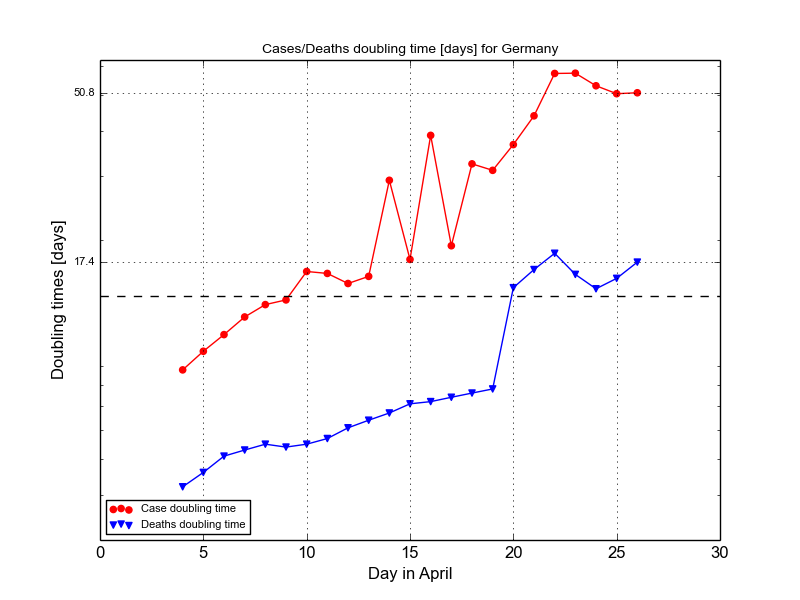 Cases/Deaths doubling time [days] for Germany
50.8
17.4
Doubling times [days]
Case doubling time
Deaths doubling time
0 5 10 15 20 25 30
Day in April